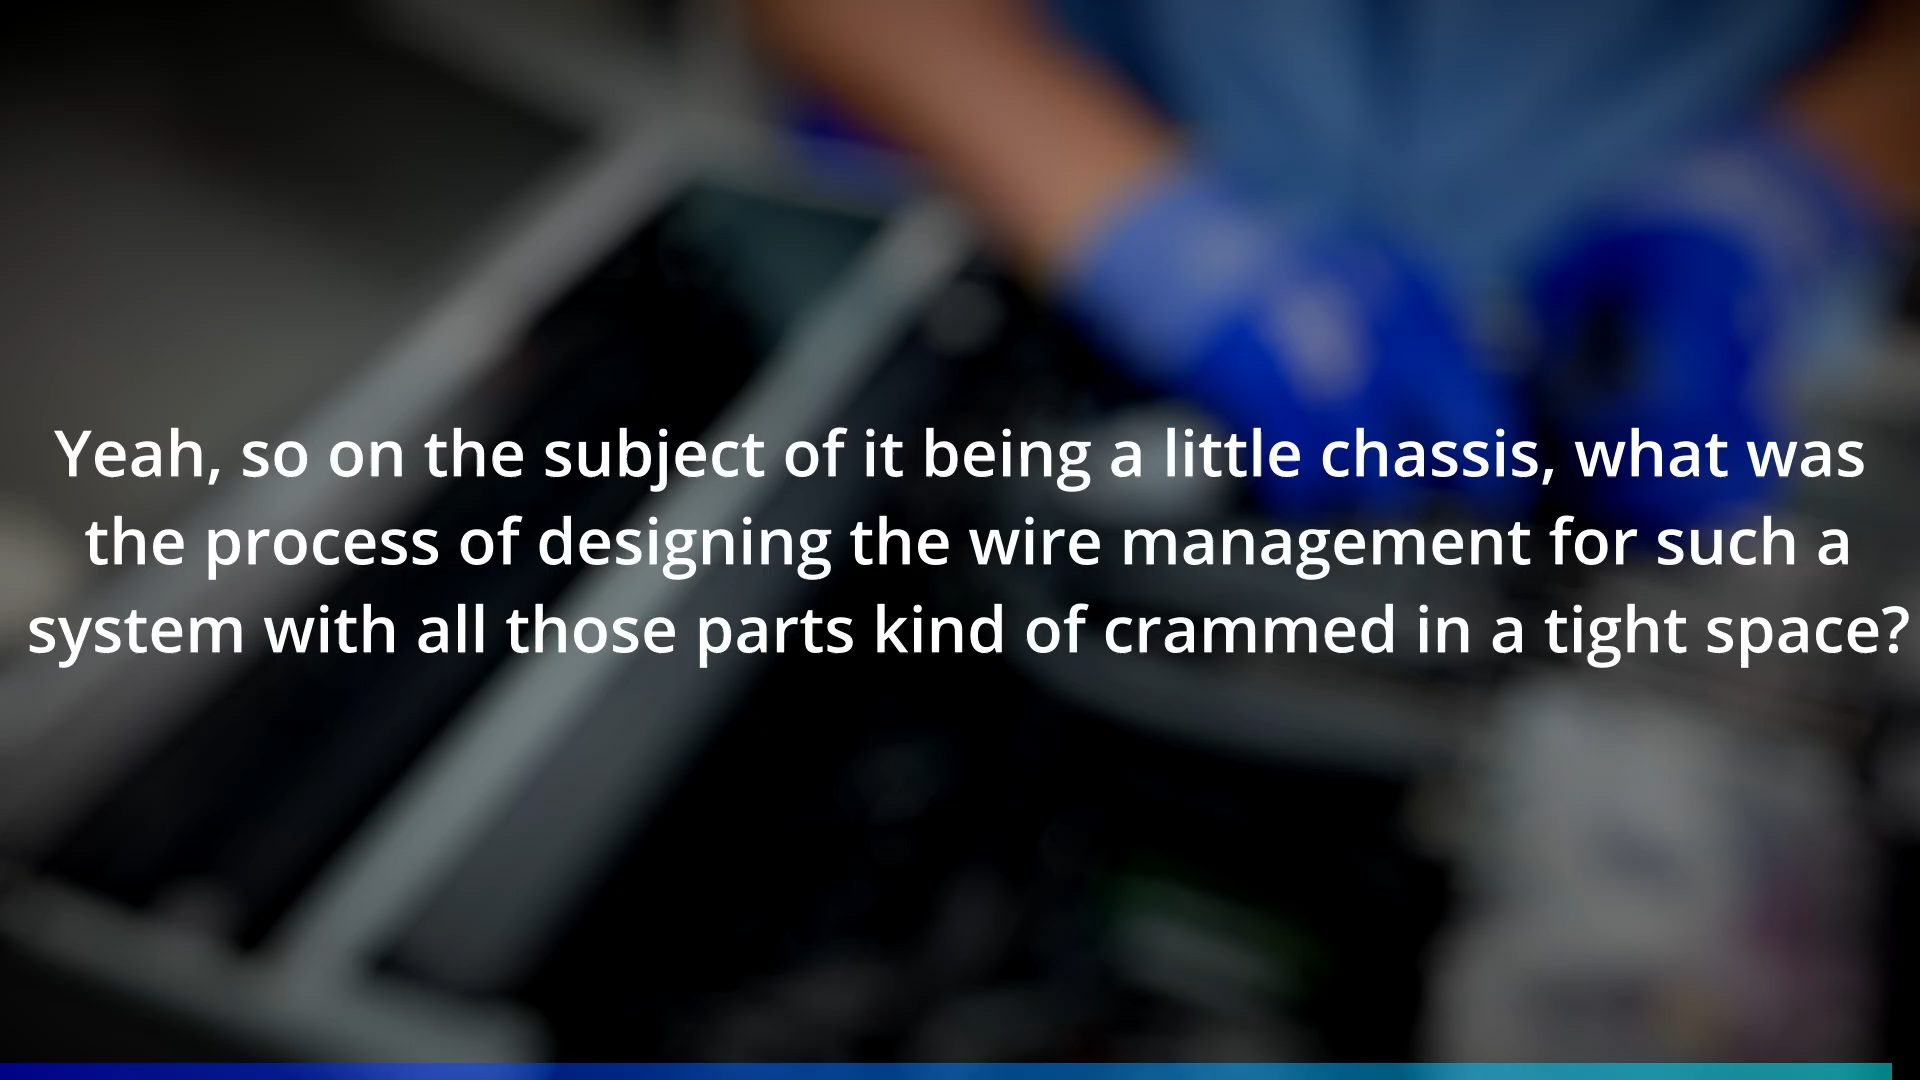 Yeah, so on the subject of it being a little chassis, what was
the process of designing the wire management for such a
system with all those parts kind of crammed in a tight space?